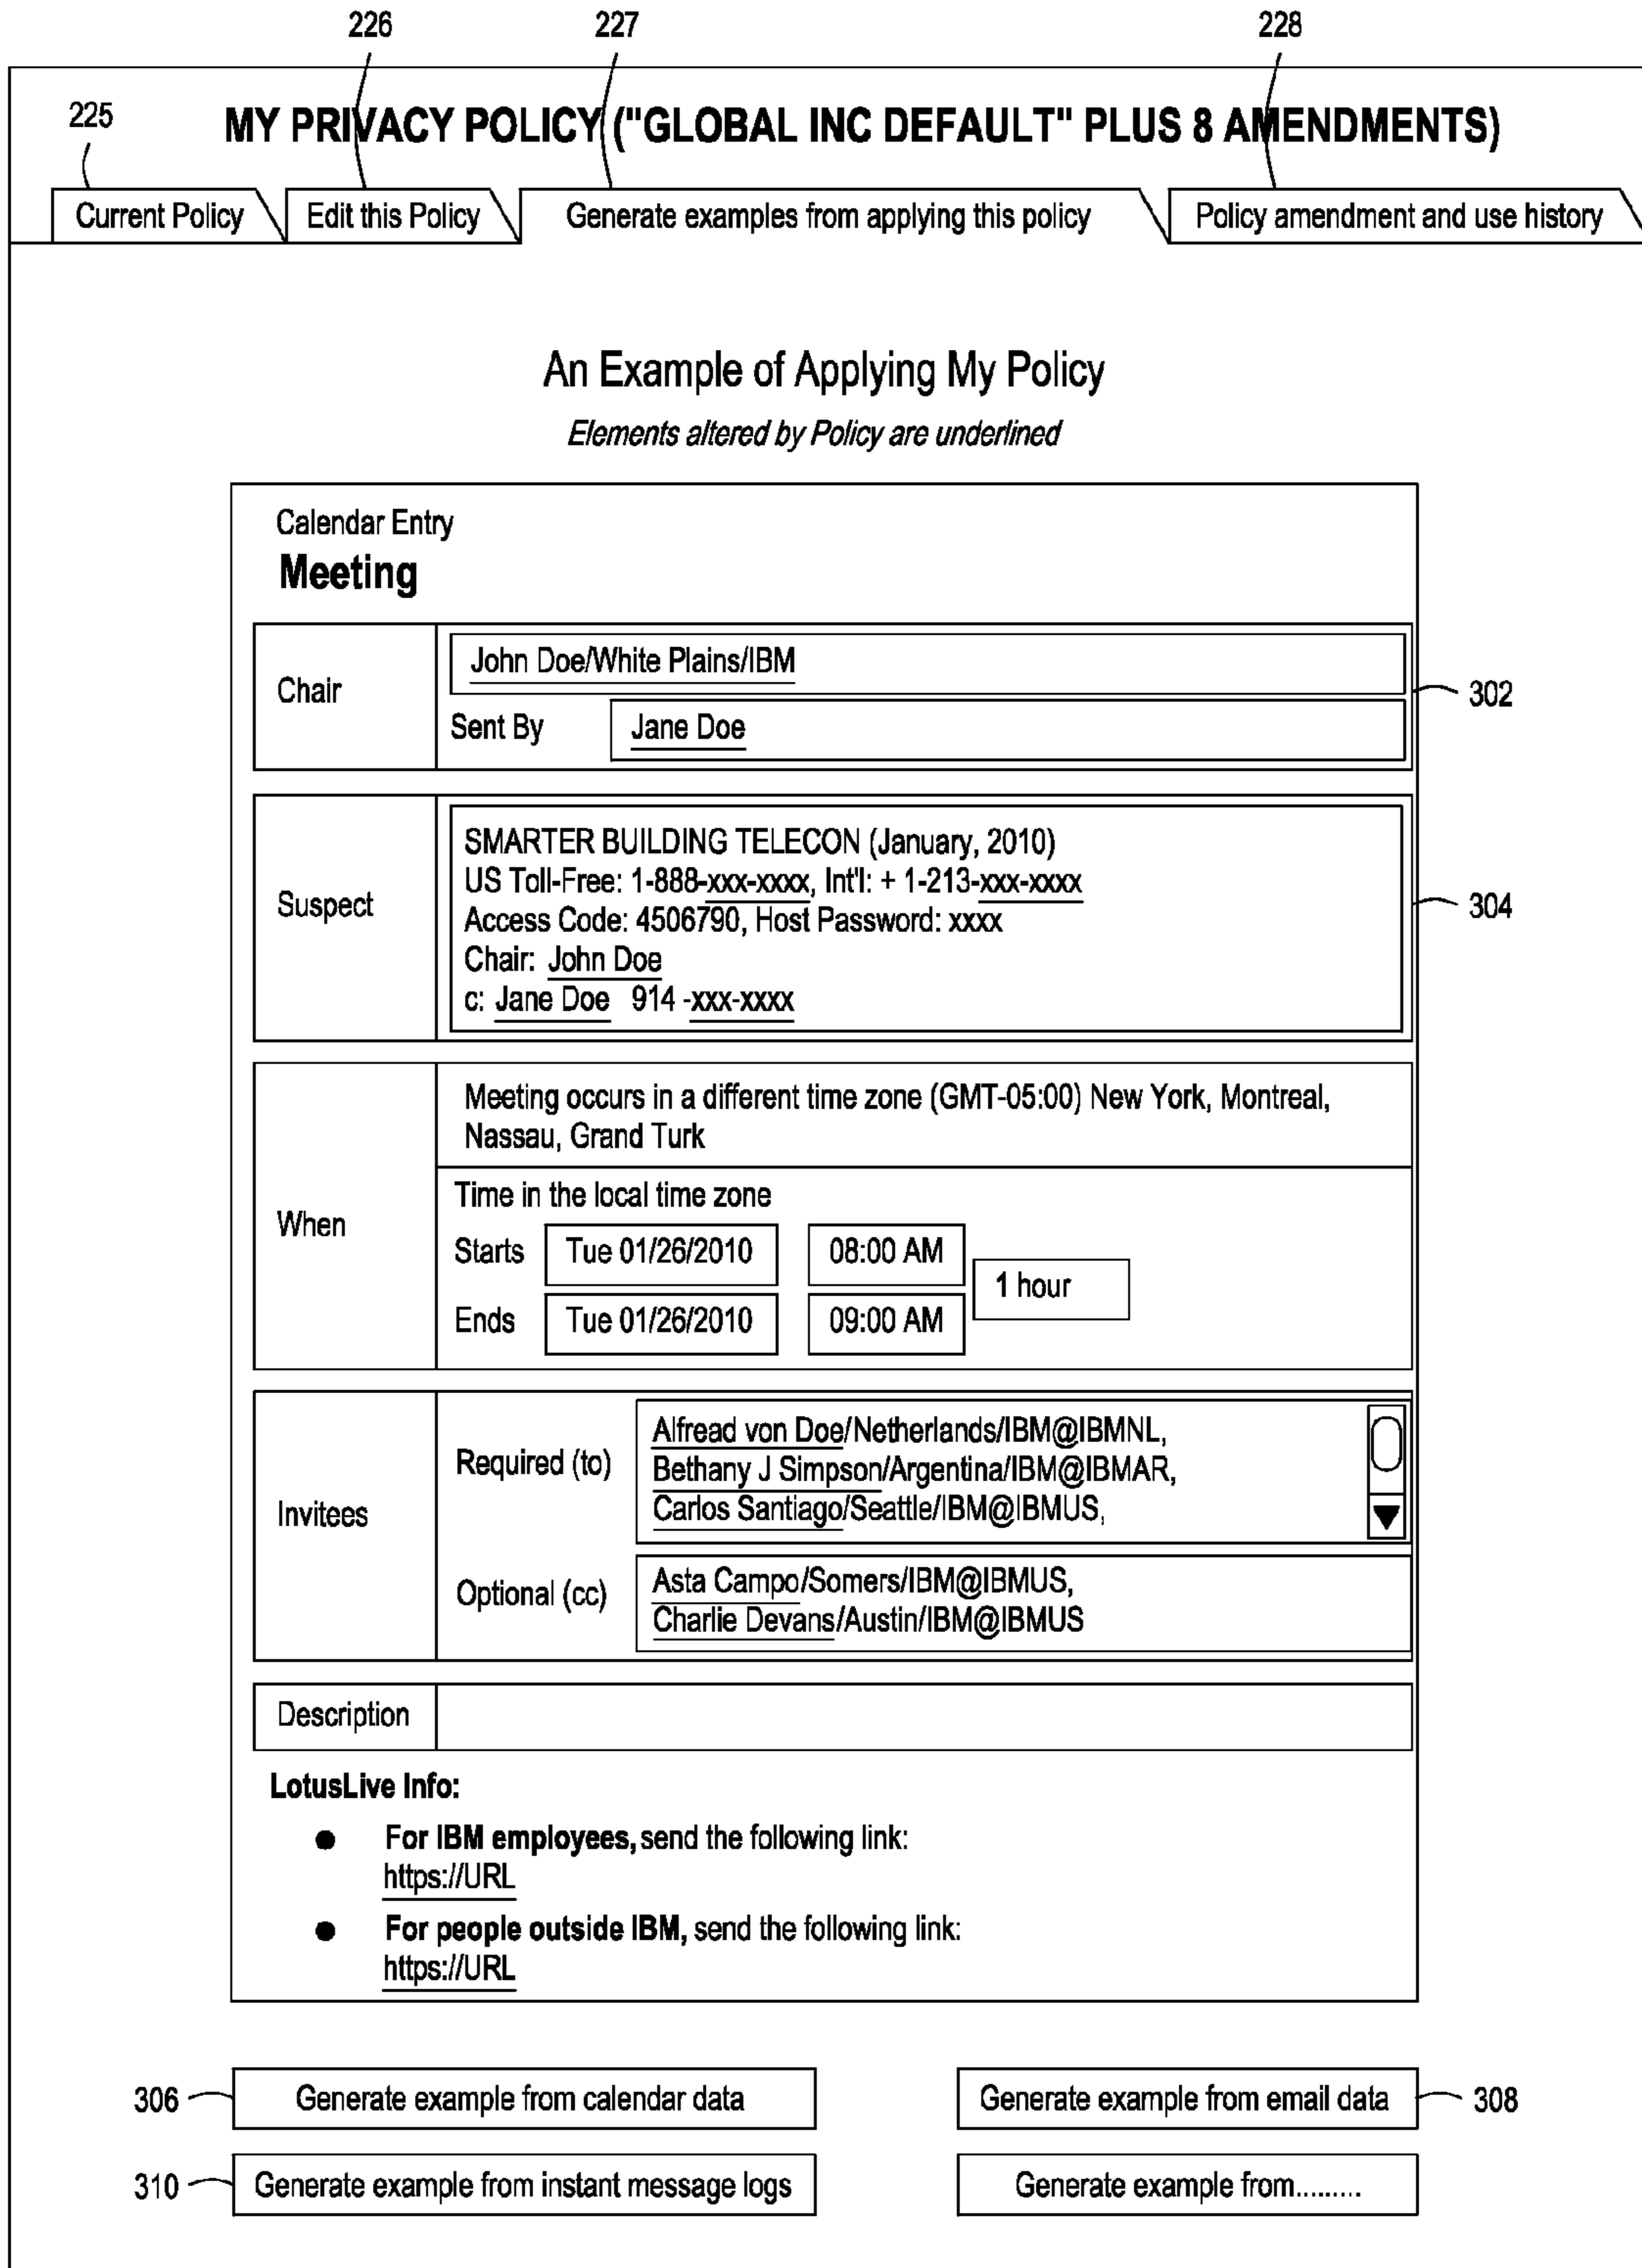 226 227 228
225 MY PRIVACY POLICY ("GLOBAL INC DEFAULT" PLUS 8 AMENDMENTS)
Current Policy Edit this Policy Generate examples from applying this policy Policy amendment and use history
An Example of Applying My Policy
Elements altered by Policy are underlined
Calendar Entry
Meeting
Chair
John Doe/White Plains/IBM
Sent By Jane Doe
302
Suspect
SMARTER BUILDING TELECON (January, 2010)
US Toll-Free: 1-888-xxx-xxxx, Int'l: + 1-213-xxx-xxxx
Access Code: 4506790, Host Password: xxxx
Chair: John Doe
c: Jane Doe 914 -xxx-xxxx
304
When
Meeting occurs in a different time zone (GMT-05:00) New York, Montreal,
Nassau, Grand Turk
Time in the local time zone
Starts Tue 01/26/2010 08:00 AM
1 hour
Ends Tue 01/26/2010 09:00 AM
Invitees
Required (to)
Alfread von Doe/Netherlands/IBM@IBMNL,
Bethany J Simpson/Argentina/IBM@IBMAR,
Carlos Santiago/Seattle/IBM@IBMUS,
Optional (cc)
Asta Campo/Somers/IBM@IBMUS,
Charlie Devans/Austin/IBM@IBMUS
Description
LotusLive Info:
● For IBM employees, send the following link:
https://URL
● For people outside IBM, send the following link:
https://URL
306 Generate example from calendar data Generate example from email data 308
310 Generate example from instant message logs Generate example from.........